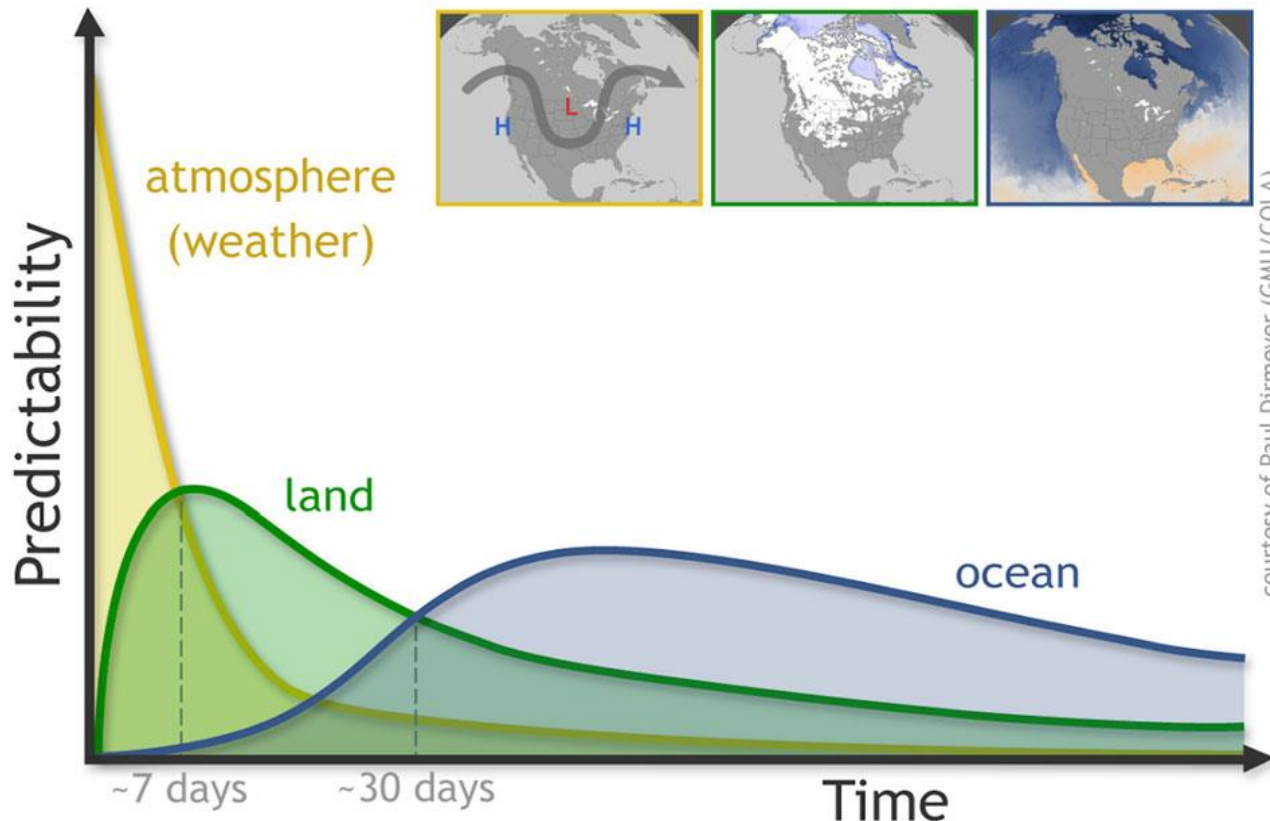 L
H
H
atmosphere
(weather)
Predictability
land
ocean
~7 days
~30 days
Time
courtesy of Paul Dirmeyer (GMU/COLA)